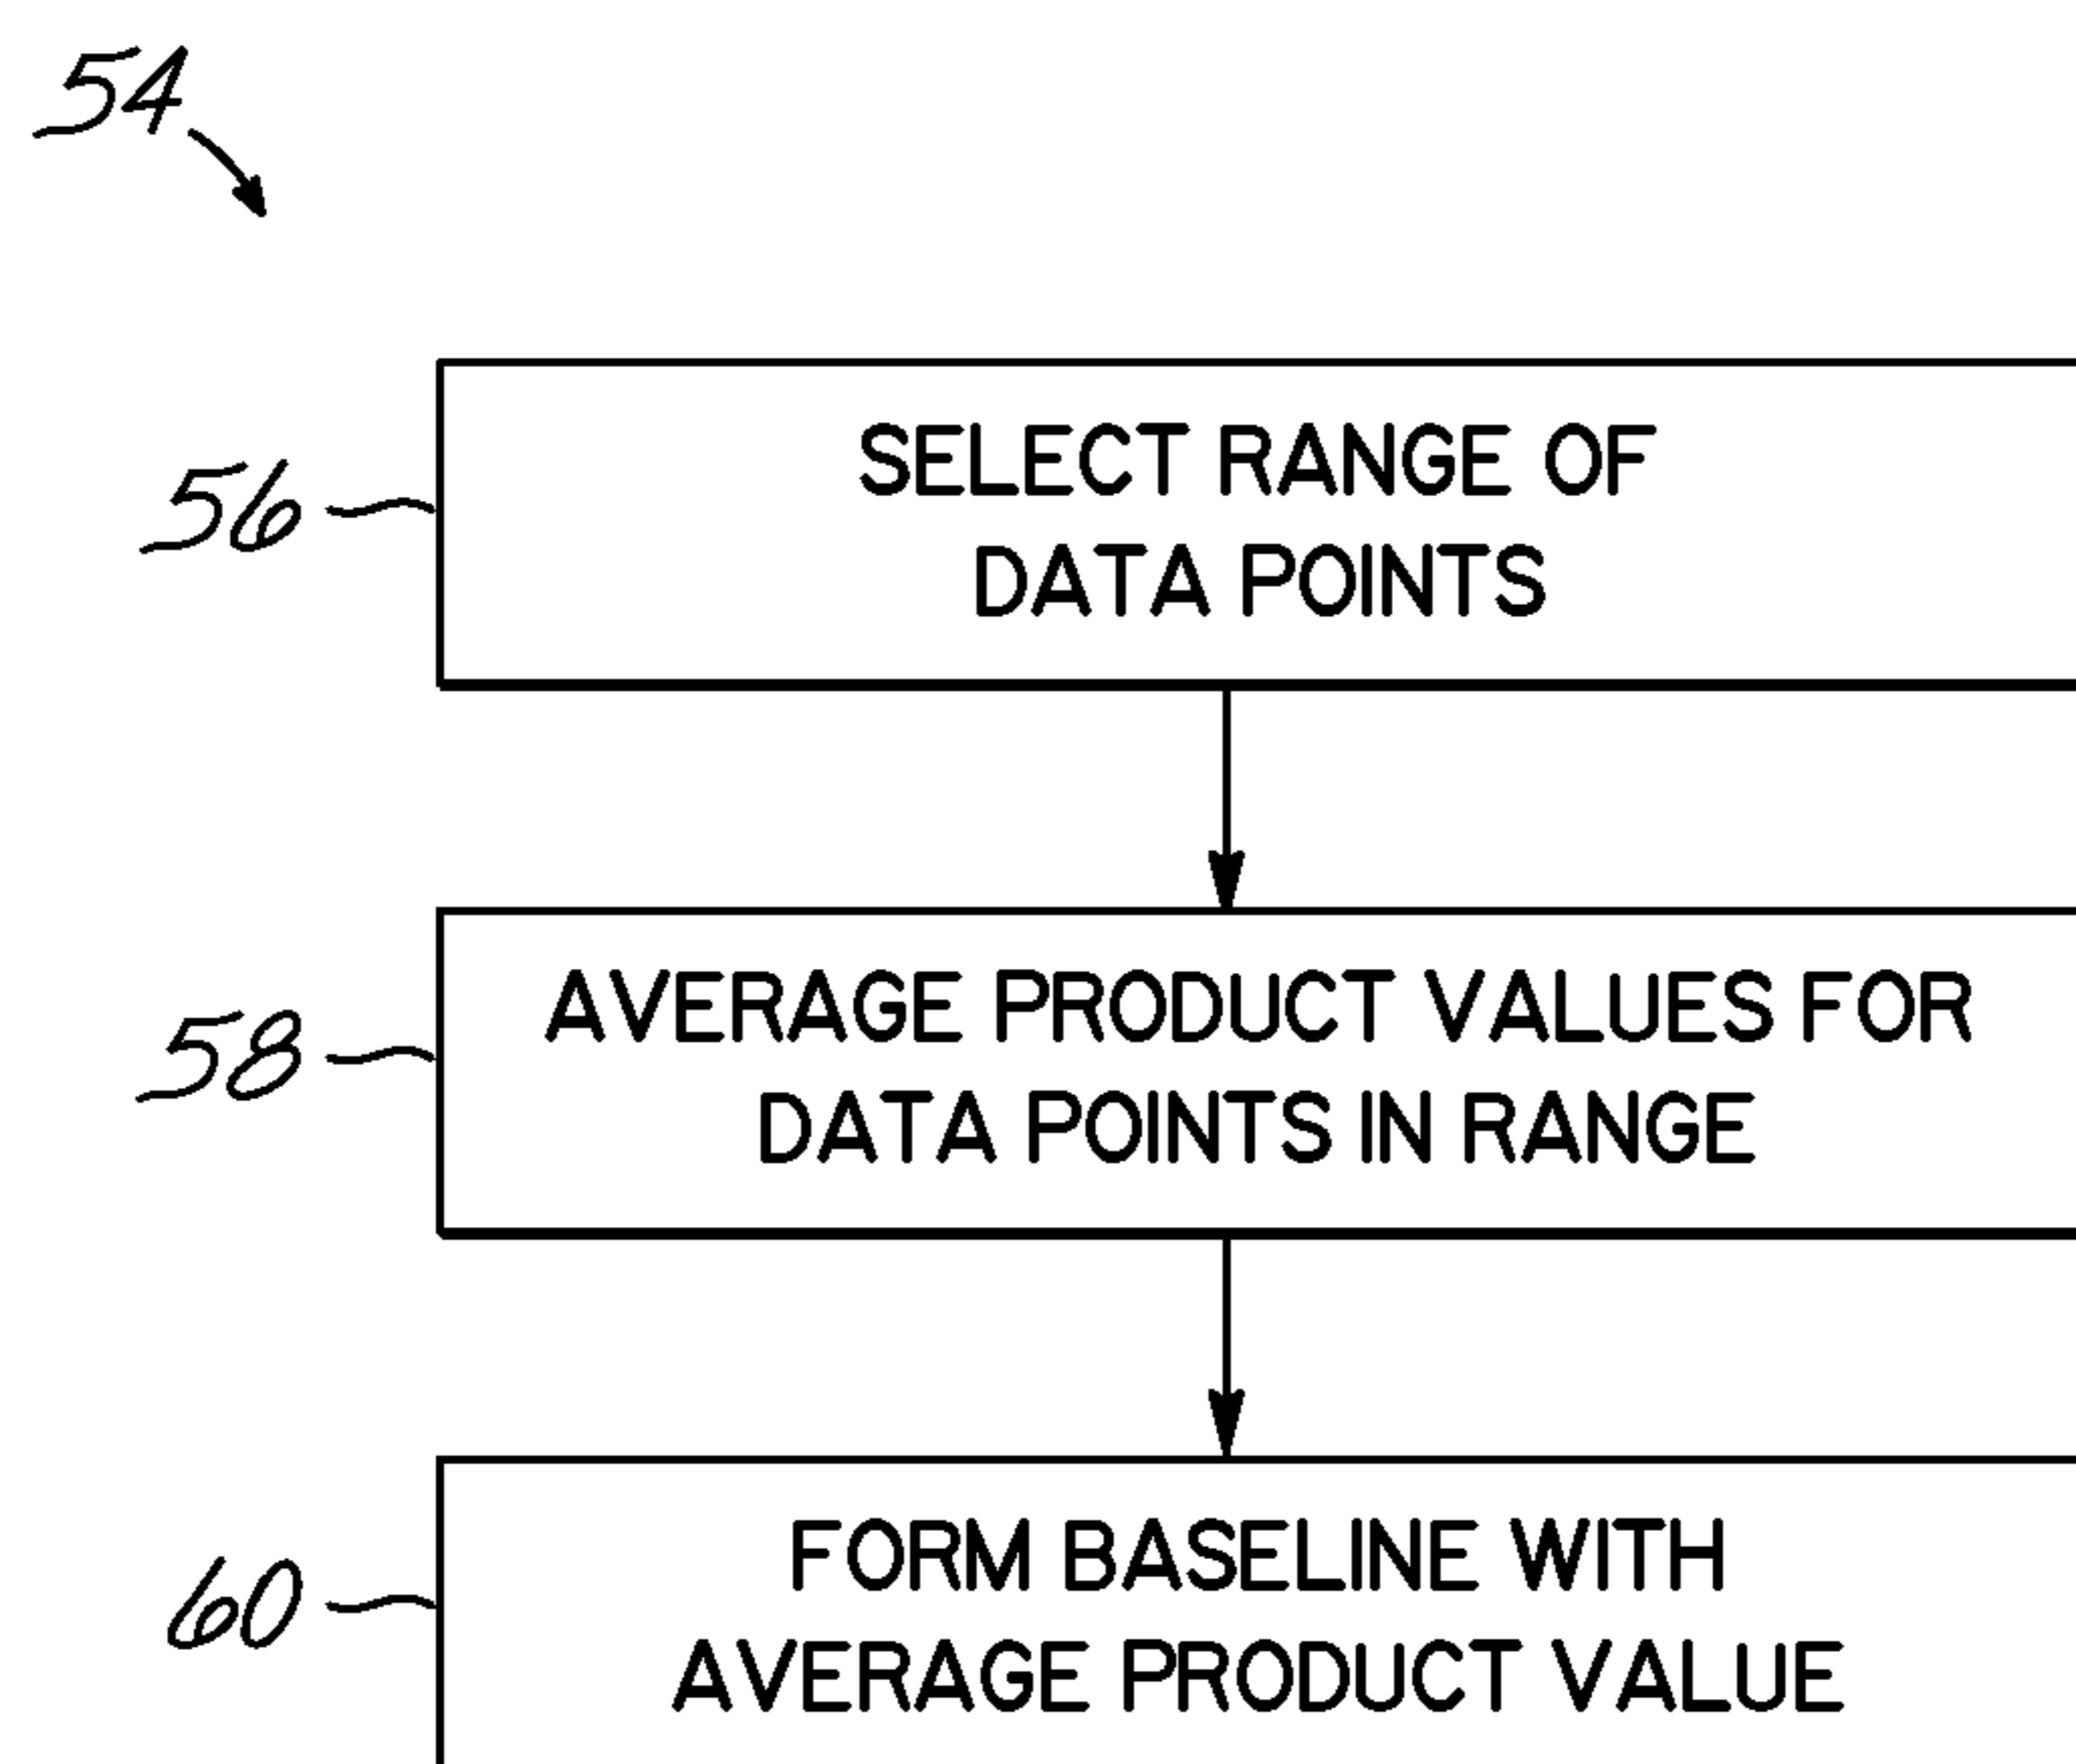 54
56
SELECT RANGE OF
DATA POINTS
58
AVERAGE PRODUCT VALUES FOR
DATA POINTS IN RANGE
60
FORM BASELINE WITH
AVERAGE PRODUCT VALUE